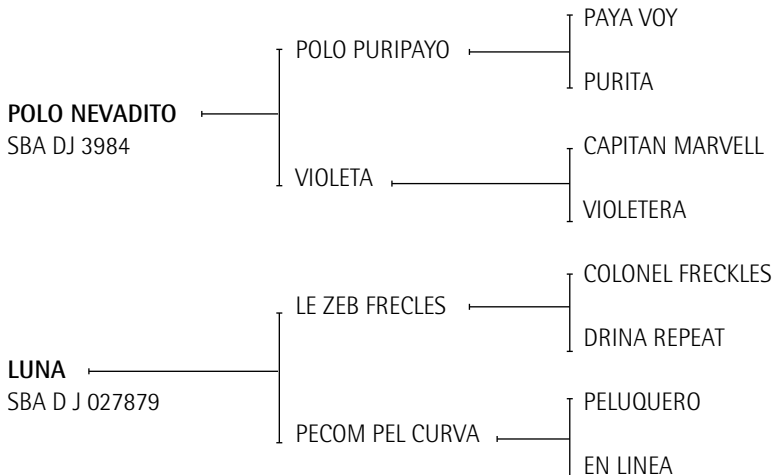 PAYA VOY
POLO PURIPAYO
PURITA
POLO NEVADITO
SBA DJ 3984
CAPITAN MARVELL
VIOLETA
VIOLETERA
COLONEL FRECKLES
LE ZEB FRECLES
DRINA REPEAT
LUNA
SBA D J 027879
PELUQUERO
PECOM PEL CURVA
EN LINEA